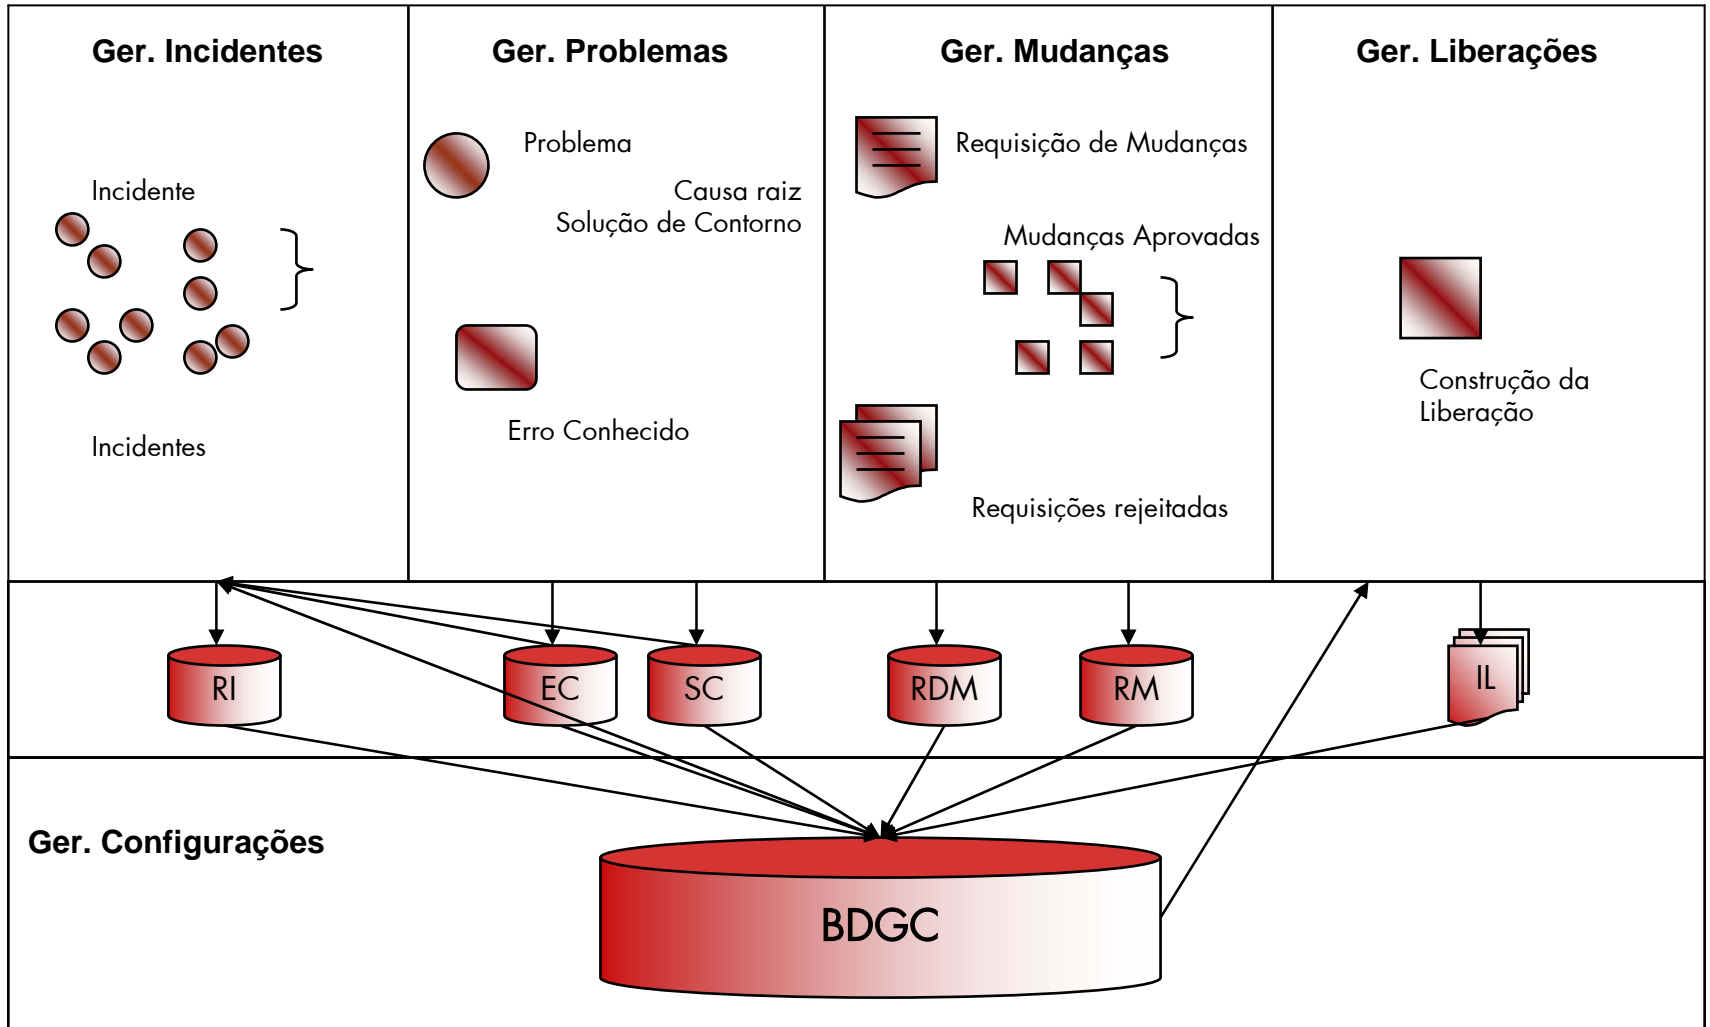 Ger. Incidentes
Incidente
Incidentes
Ger. Problemas
Problema
Causa raiz
Solução de Contorno
Erro Conhecido
Ger. Mudanças
Requisição de Mudanças
Mudanças Aprovadas
Requisições rejeitadas
Ger. Liberações
Construção da
Liberação
RI
EC
SC
RDM
RM
IL
Ger. Configurações
BDGC